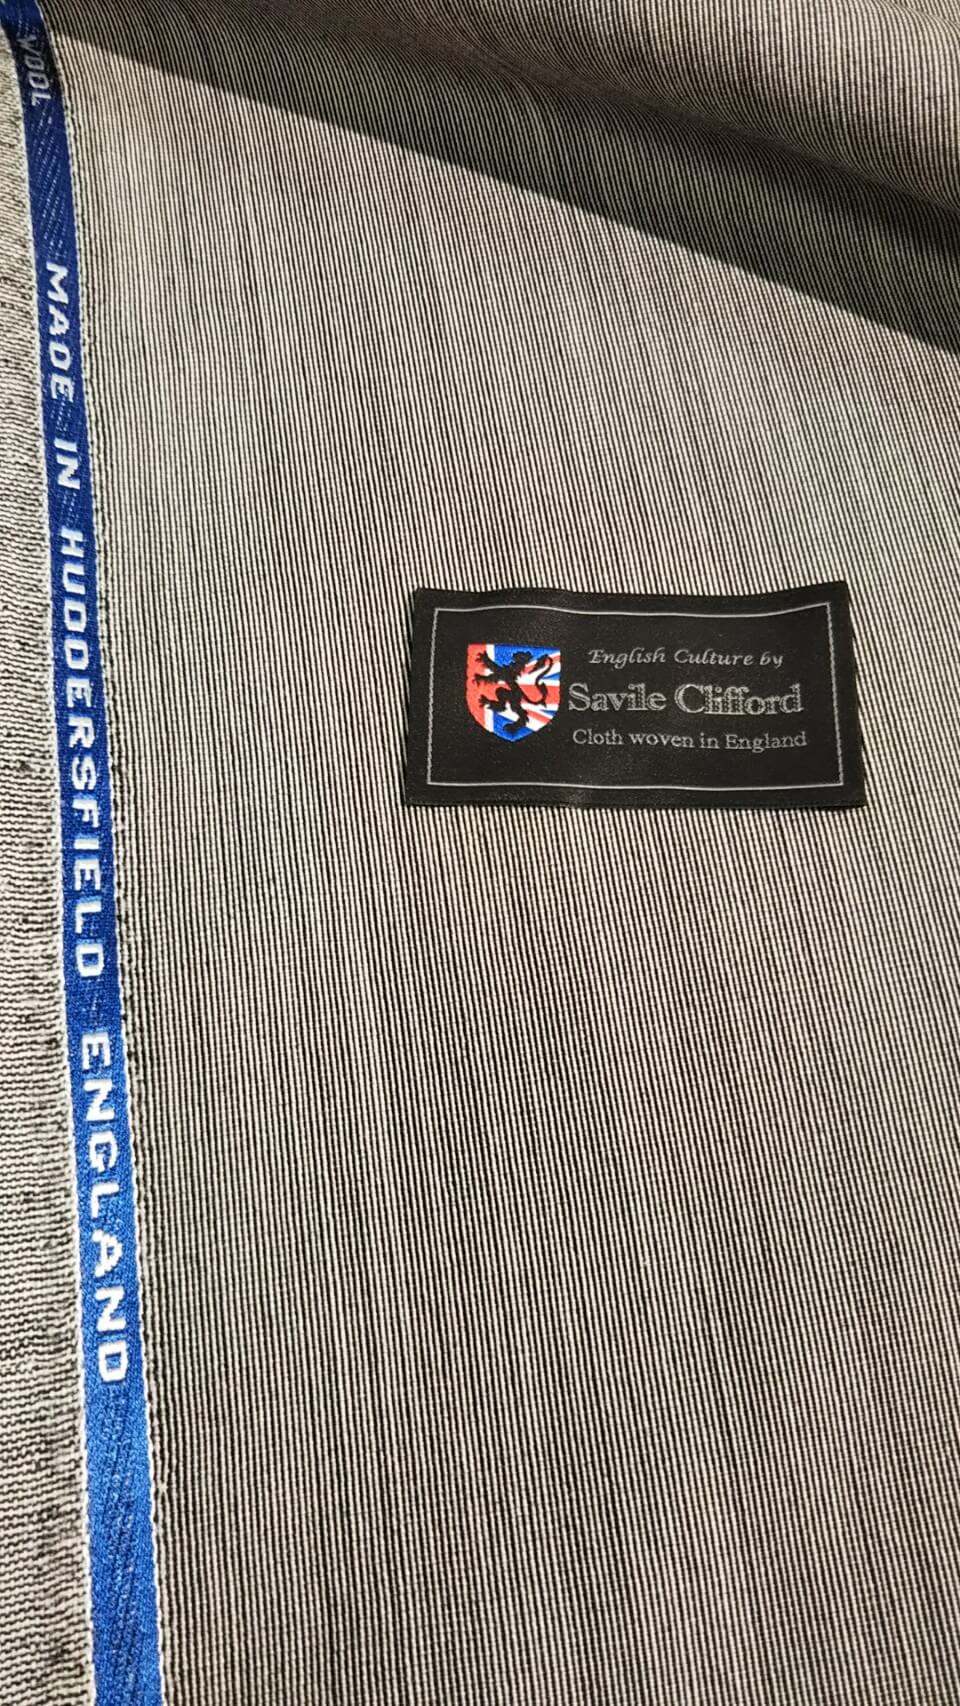 WOOL
MADE IN HUDDERSFIELD ENGLAND
English Culture by
Savile Clifford
Cloth woven in England